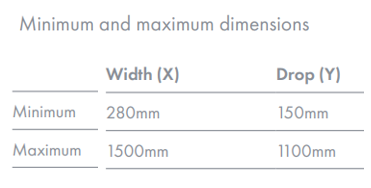 Minimum and maximum dimensions
Width (X) Drop (Y)
Minimum 280mm 150mm
Maximum 1500mm 1100mm